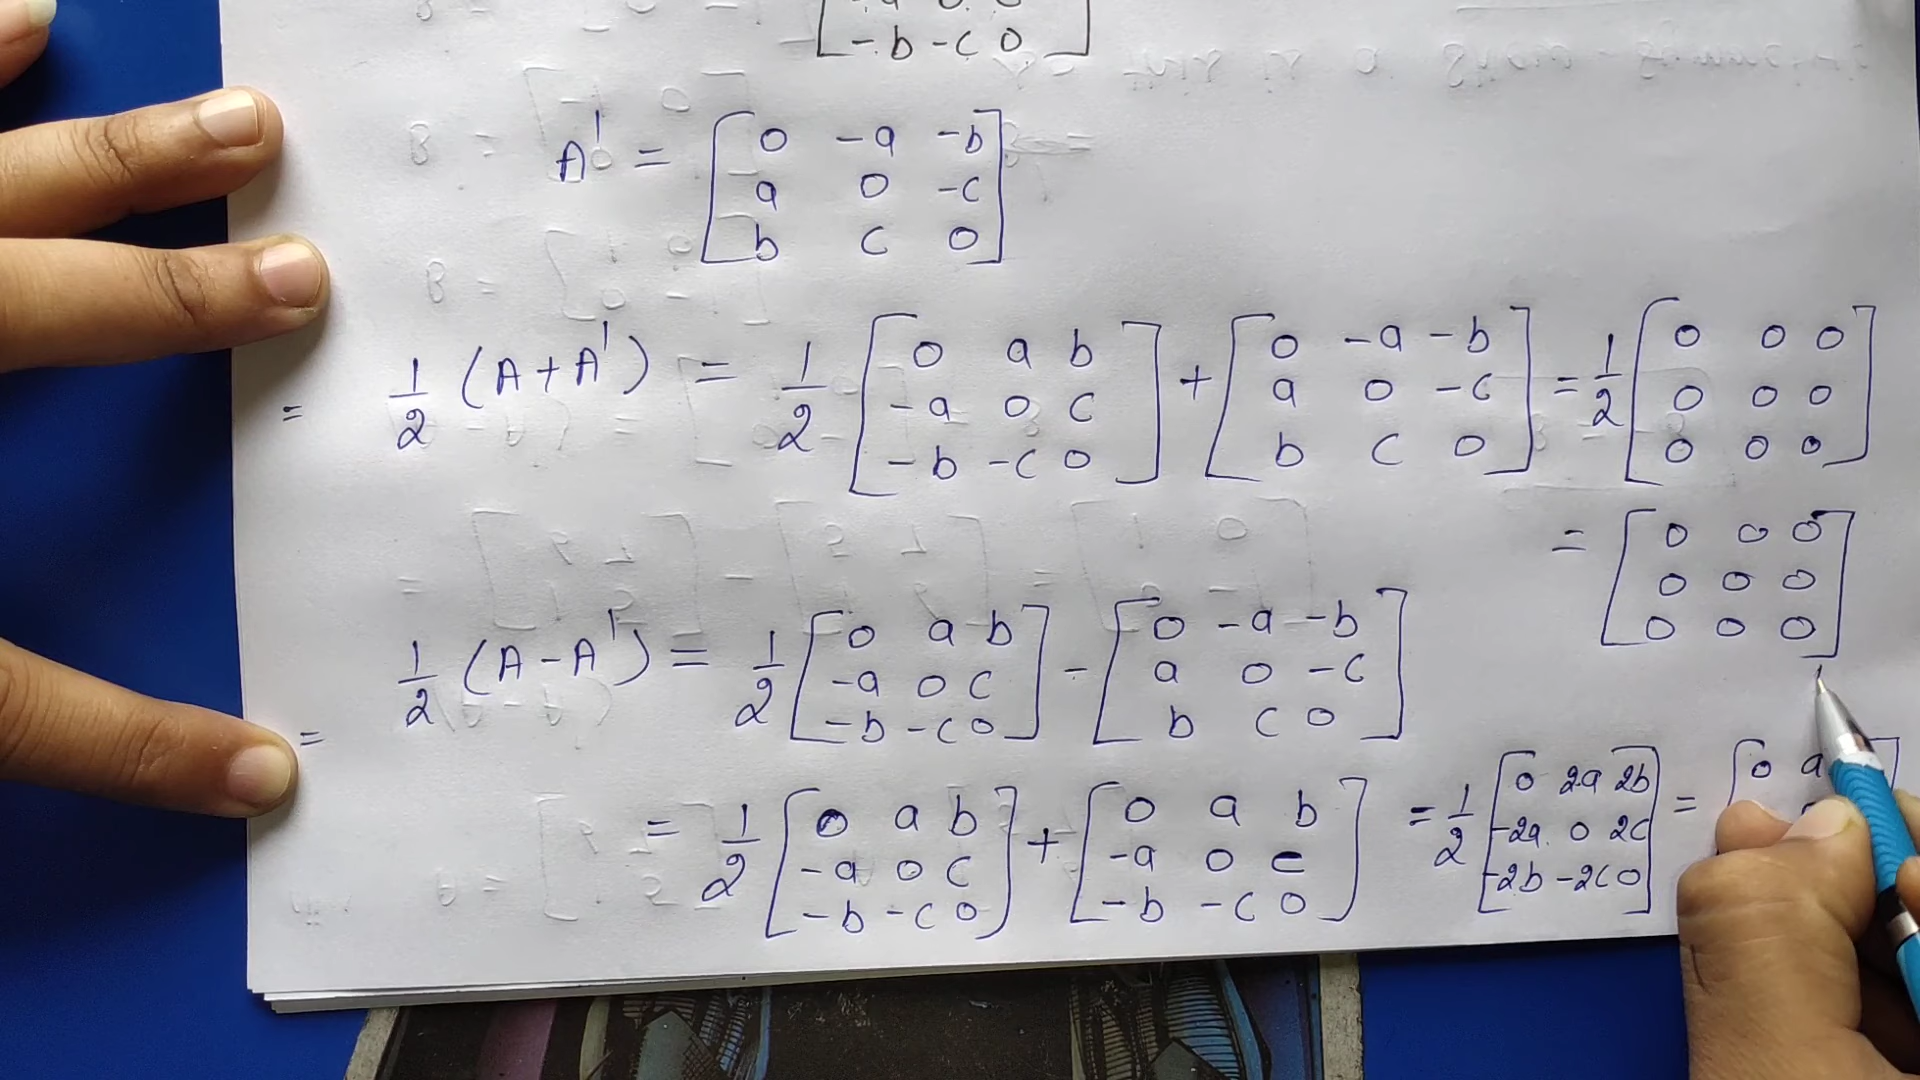 -b -c 0
A' = [ 0 -a -b
a 0 -c
b c 0 ]
= 1/2 (A+A') = 1/2 [ 0 a b + [ 0 -a -b = 1/2 [ 0 0 0
-a 0 c ] a 0 -c ] 0 0 0
-b -c 0 ] b c 0 ] 0 0 0 ]
= [ 0 0 0
0 0 0
0 0 0 ]
= 1/2 (A-A') = 1/2 [ 0 a b - [ 0 -a -b
-a 0 c a 0 -c
-b -c 0 ] b c 0 ]
= 1/2 [ 0 a b + [ 0 a b = 1/2 [ 0 2a 2b = [ 0 a
-a 0 c -a 0 c -2a 0 2c
-b -c 0 ] -b -c 0 ] -2b -2c 0 ]